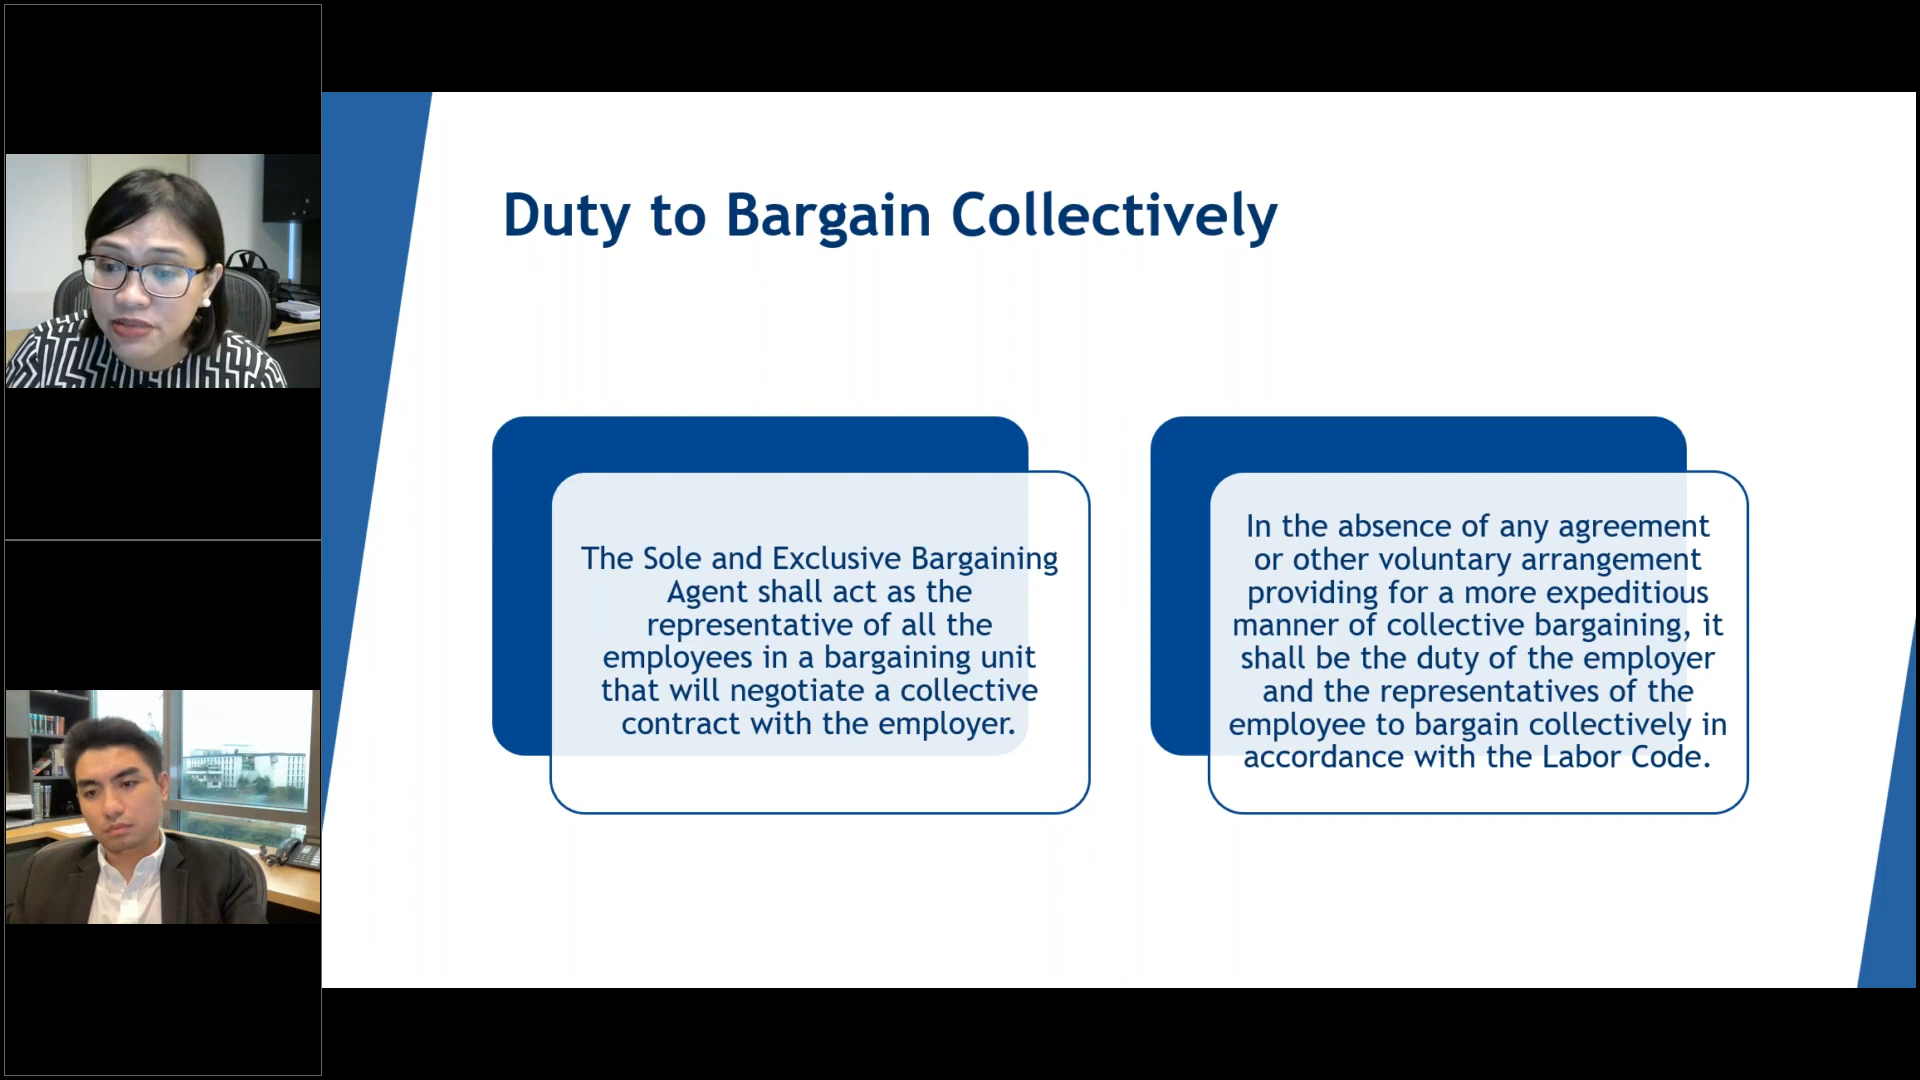 Duty to Bargain Collectively
The Sole and Exclusive Bargaining
Agent shall act as the
representative of all the
employees in a bargaining unit
that will negotiate a collective
contract with the employer.
In the absence of any agreement
or other voluntary arrangement
providing for a more expeditious
manner of collective bargaining, it
shall be the duty of the employer
and the representatives of the
employee to bargain collectively in
accordance with the Labor Code.